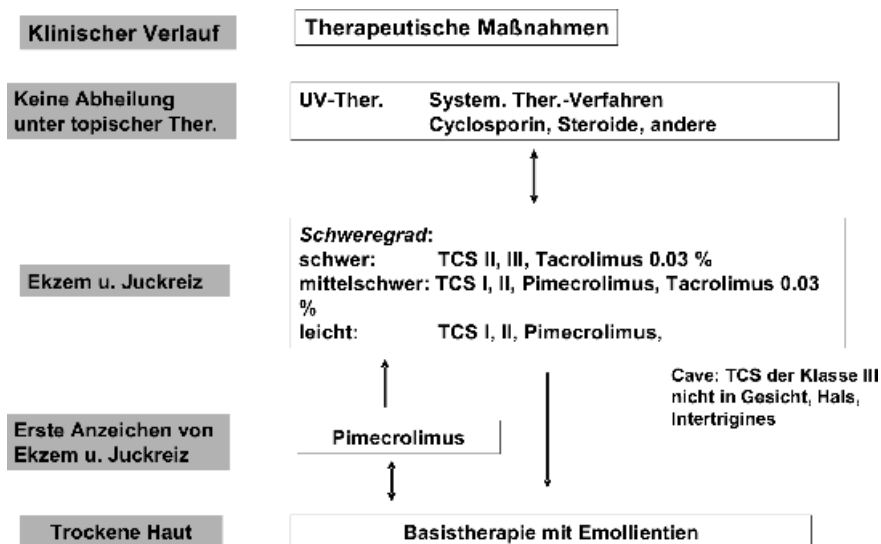 Klinischer Verlauf
Therapeutische Maßnahmen
Keine Abheilung
unter topischer Ther.
UV-Ther. System. Ther.-Verfahren
Cyclosporin, Steroide, andere
Ekzem u. Juckreiz
Schweregrad:
schwer: TCS II, III, Tacrolimus 0.03 %
mittelschwer: TCS I, II, Pimecrolimus, Tacrolimus 0.03
%
leicht: TCS I, II, Pimecrolimus,
Cave: TCS der Klasse III
nicht in Gesicht, Hals,
Intertrigines
Erste Anzeichen von
Ekzem u. Juckreiz
Pimecrolimus
Trockene Haut
Basistherapie mit Emollientien